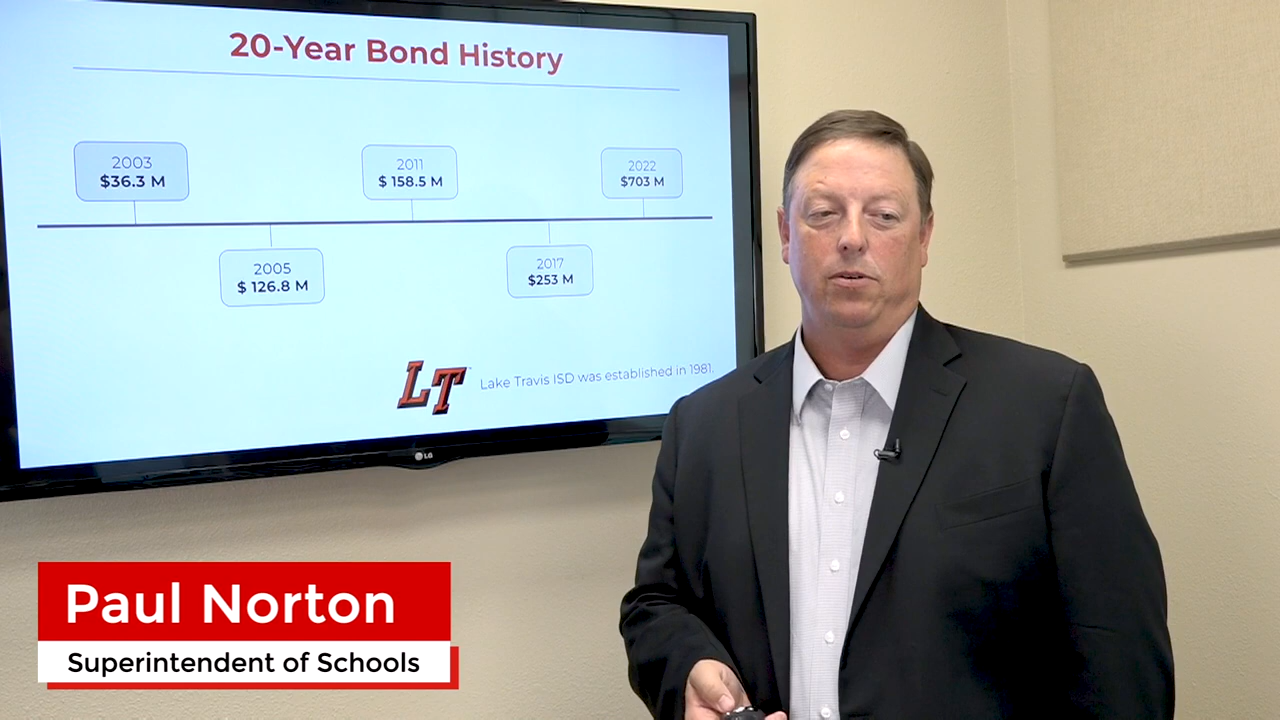 20-Year Bond History
2003
$36.3 M
2011
$ 158.5 M
2022
$703 M
2005
$ 126.8 M
2017
$253 M
LT
Lake Travis ISD was established in 1981.
LG
Paul Norton
Superintendent of Schools